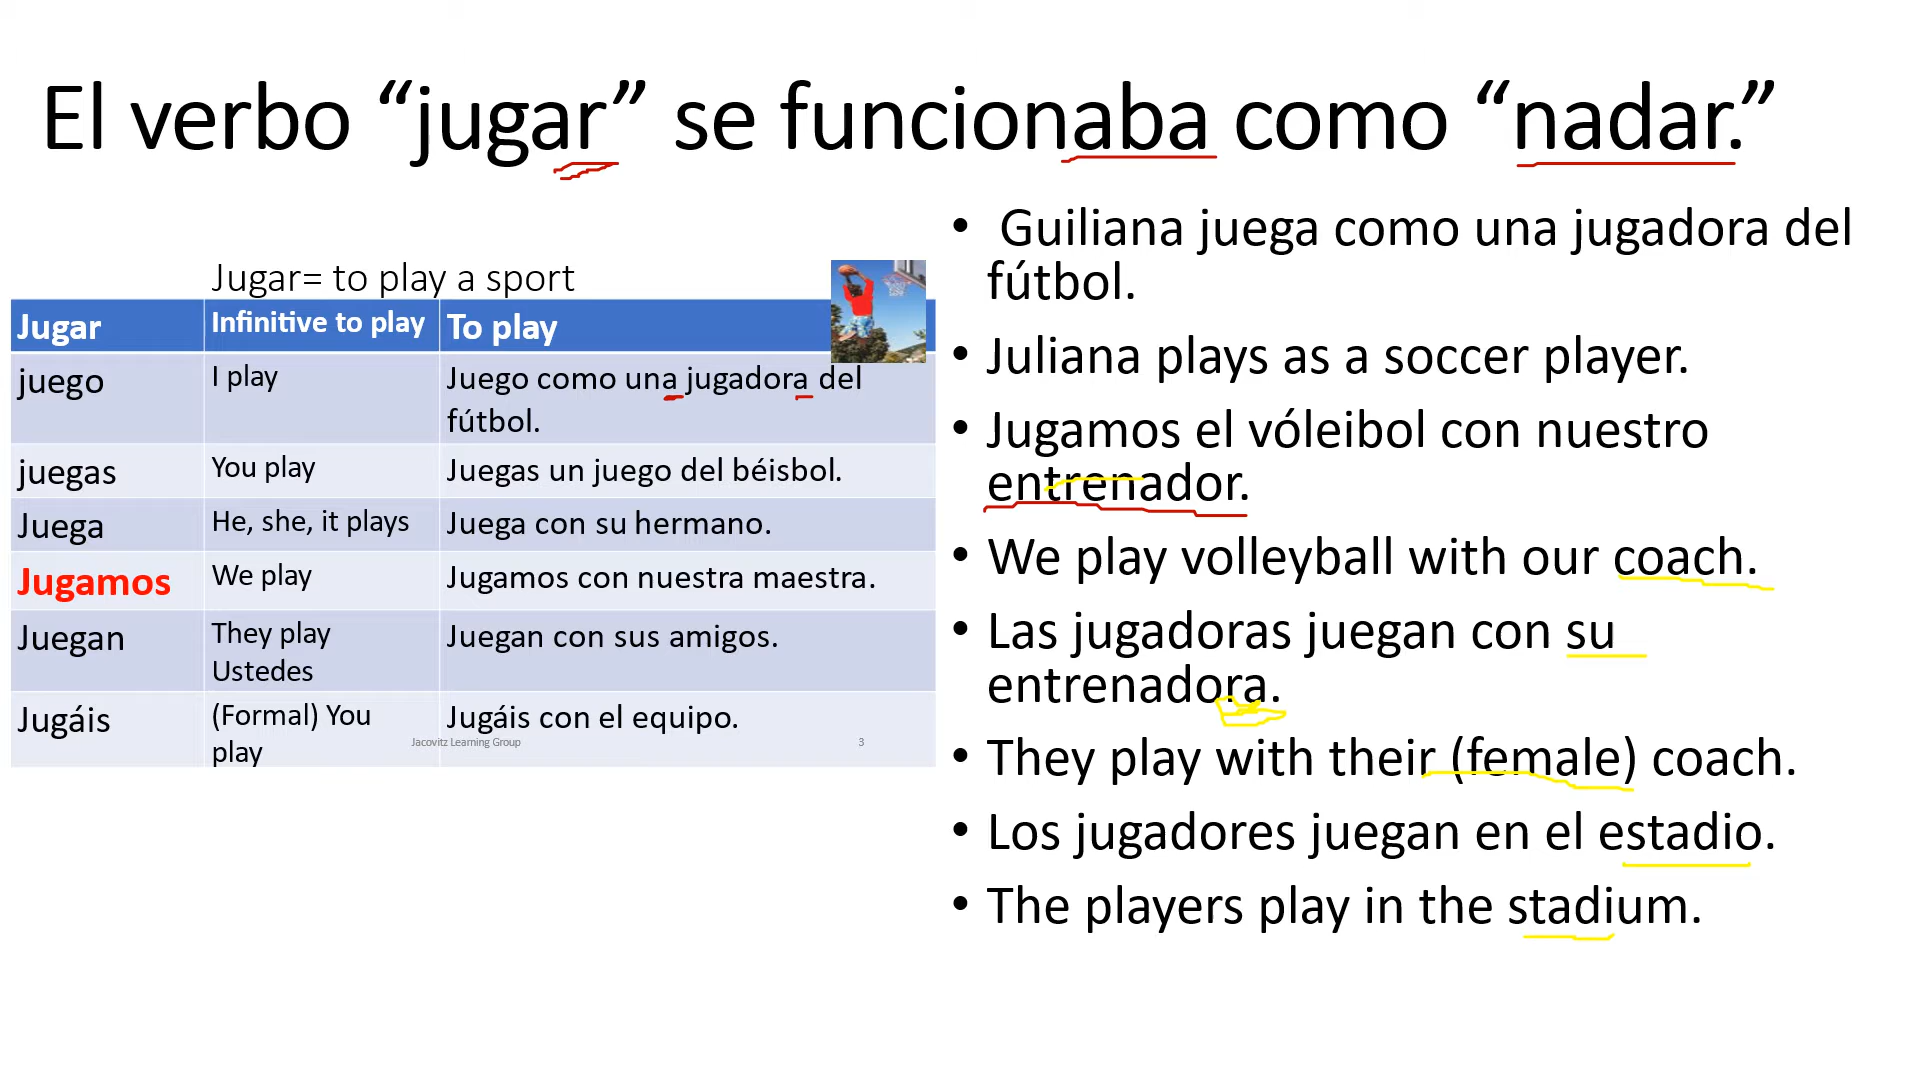 El verbo “jugar” se funcionaba como “nadar.”
Jugar= to play a sport
Jugar Infinitive to play To play
juego I play Juego como una jugadora del
fútbol.
juegas You play Juegas un juego del béisbol.
Juega He, she, it plays Juega con su hermano.
Jugamos We play Jugamos con nuestra maestra.
Juegan They play Juegan con sus amigos.
Ustedes
Jugáis (Formal) You Jugáis con el equipo.
play
Jacovitz Learning Group 3
• Guiliana juega como una jugadora del
fútbol.
• Juliana plays as a soccer player.
• Jugamos el vóleibol con nuestro
entrenador.
• We play volleyball with our coach.
• Las jugadoras juegan con su
entrenadora.
• They play with their (female) coach.
• Los jugadores juegan en el estadio.
• The players play in the stadium.